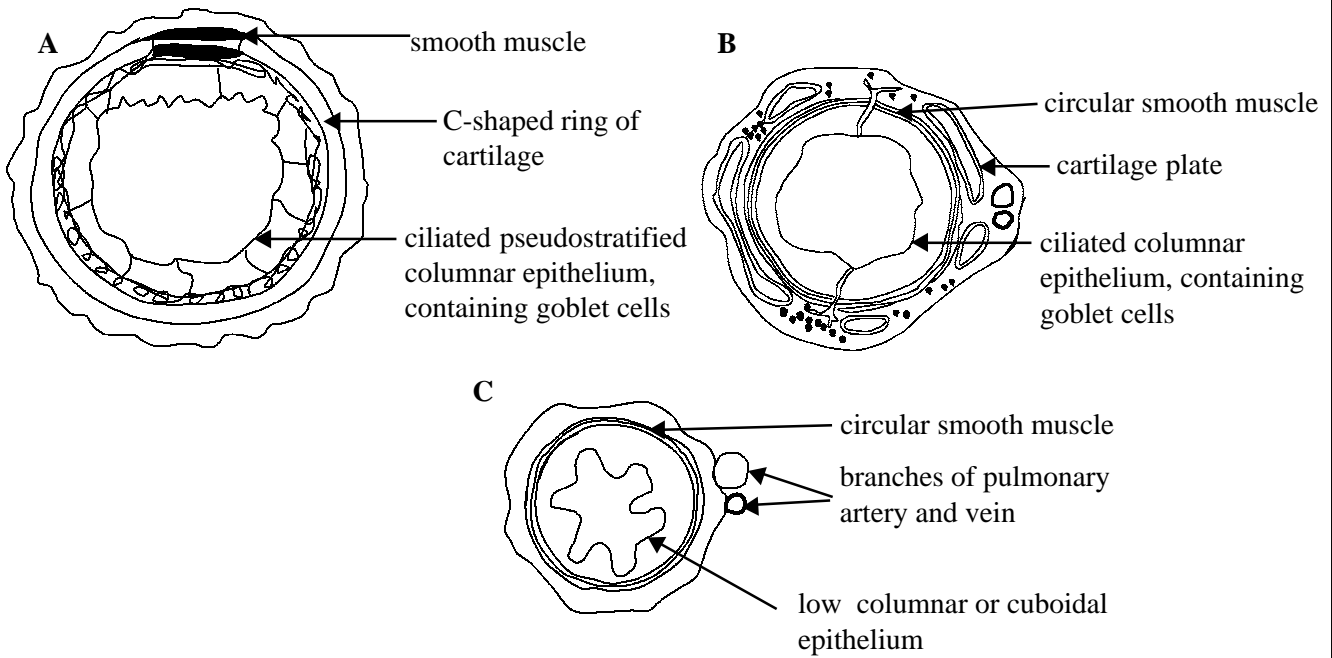 A
smooth muscle
C-shaped ring of
cartilage
ciliated pseudostratified
columnar epithelium,
containing goblet cells
B
circular smooth muscle
cartilage plate
ciliated columnar
epithelium, containing
goblet cells
C
circular smooth muscle
branches of pulmonary
artery and vein
low columnar or cuboidal
epithelium